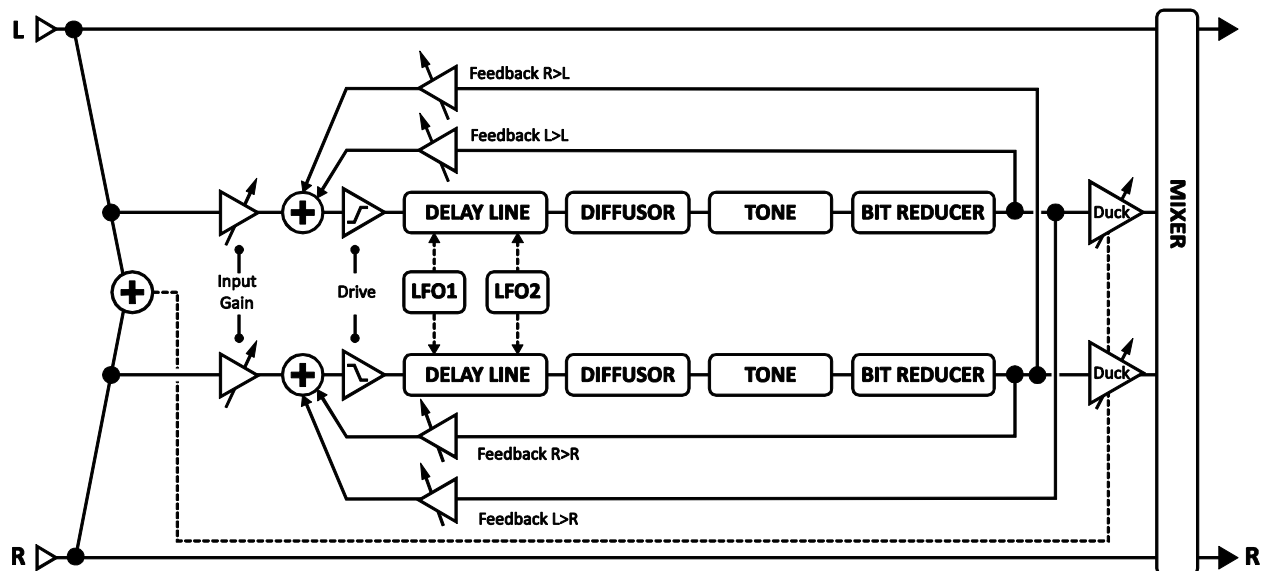 L
Feedback R>L
Feedback L>L
DELAY LINE
DIFFUSOR
TONE
BIT REDUCER
Duck
MIXER
Input
Gain
Drive
LFO1
LFO2
DELAY LINE
DIFFUSOR
TONE
BIT REDUCER
Duck
Feedback R>R
Feedback L>R
R
R